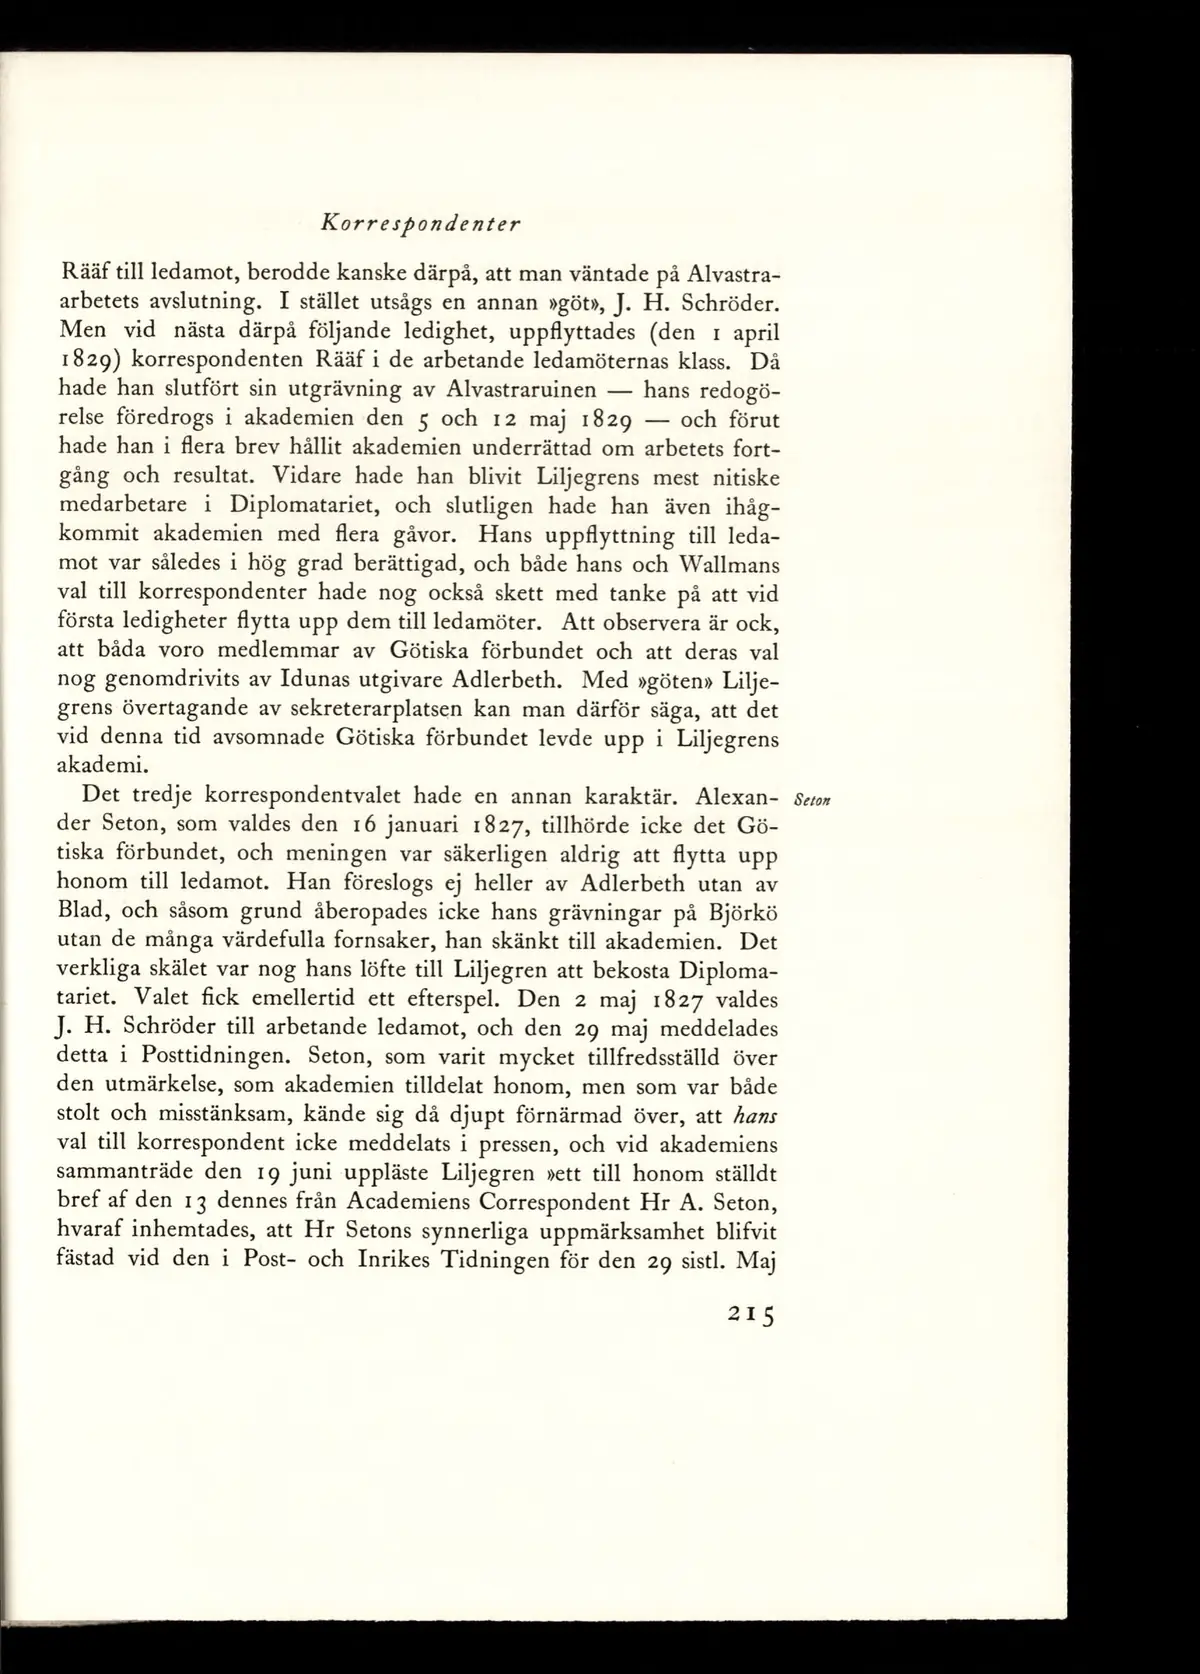 Korrespondenter
Rääf till ledamot, berodde kanske därpå, att man väntade på Alvastra-
arbetets avslutning. I stället utsågs en annan »göt», J. H. Schröder.
Men vid nästa därpå följande ledighet, uppflyttades (den 1 april
1829) korrespondenten Rääf i de arbetande ledamöternas klass. Då
hade han slutfört sin utgrävning av Alvastraruinen — hans redogö-
relse föredrogs i akademien den 5 och 12 maj 1829 — och förut
hade han i flera brev hållit akademien underrättad om arbetets fort-
gång och resultat. Vidare hade han blivit Liljegrens mest nitiske
medarbetare i Diplomatariet, och slutligen hade han även ihåg-
kommit akademien med flera gåvor. Hans uppflyttning till leda-
mot var således i hög grad berättigad, och både hans och Wallmans
val till korrespondenter hade nog också skett med tanke på att vid
första ledigheter flytta upp dem till ledamöter. Att observera är ock,
att båda voro medlemmar av Götiska förbundet och att deras val
nog genomdrivits av Idunas utgivare Adlerbeth. Med »göten» Lilje-
grens övertagande av sekreterarplatsen kan man därför säga, att det
vid denna tid avsomnade Götiska förbundet levde upp i Liljegrens
akademi.
Det tredje korrespondentvalet hade en annan karaktär. Alexan- Seton
der Seton, som valdes den 16 januari 1827, tillhörde icke det Gö-
tiska förbundet, och meningen var säkerligen aldrig att flytta upp
honom till ledamot. Han föreslogs ej heller av Adlerbeth utan av
Blad, och såsom grund åberopades icke hans grävningar på Björkö
utan de många värdefulla fornsaker, han skänkt till akademien. Det
verkliga skälet var nog hans löfte till Liljegren att bekosta Diploma-
tariet. Valet fick emellertid ett efterspel. Den 2 maj 1827 valdes
J. H. Schröder till arbetande ledamot, och den 29 maj meddelades
detta i Posttidningen. Seton, som varit mycket tillfredsställd över
den utmärkelse, som akademien tilldelat honom, men som var både
stolt och misstänksam, kände sig då djupt förnärmad över, att hans
val till korrespondent icke meddelats i pressen, och vid akademiens
sammanträde den 19 juni uppläste Liljegren »ett till honom ställdt
bref af den 13 dennes från Academiens Correspondent Hr A. Seton,
hvaraf inhemtades, att Hr Setons synnerliga uppmärksamhet blifvit
fästad vid den i Post- och Inrikes Tidningen för den 29 sistl. Maj
215